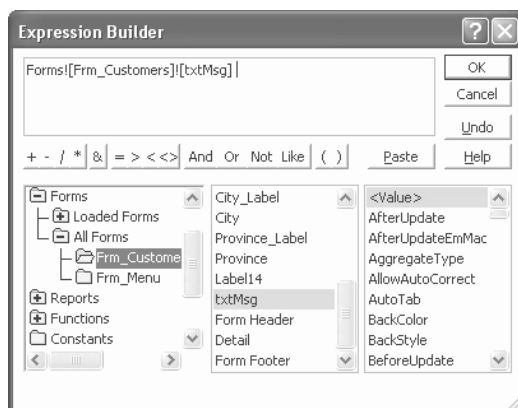 Expression Builder
Forms![Frm_Customers]![txtMsg]
OK
Cancel
Undo
+ - / * & = > < <> And Or Not Like ( ) Paste Help
Forms
Loaded Forms
All Forms
Frm_Custome
Frm_Menu
Reports
Functions
Constants
City_Label
City
Province_Label
Province
Label14
txtMsg
Form Header
Detail
Form Footer
<Value>
AfterUpdate
AfterUpdateEmMac
AggregateType
AllowAutoCorrect
AutoTab
BackColor
BackStyle
BeforeUpdate